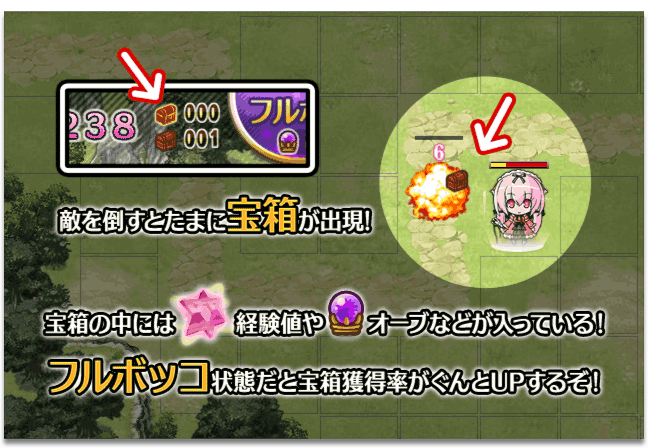 238
000
フルボ
001
6
敵を倒すとたまに宝箱が出現!
宝箱の中には経験値やオーブなどが入っている!
フルボッコ状態だと宝箱獲得率がぐんとUPするぞ!